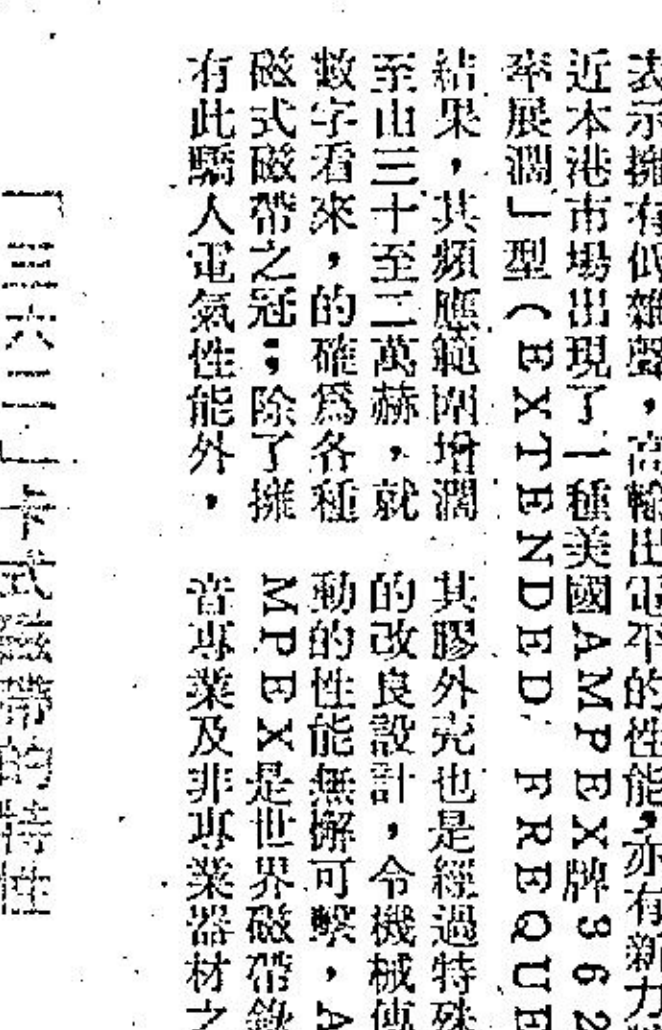 表示擁有低雜聲，高輸出電平的性能，亦有新力
近本港市場出現了一種美國AMPEX牌362
率展濶」型（EXTENDED FREQUE
結果，其頻應範圍增濶
至由三十至二萬赫，就
數字看來，的確爲各種
磁式磁帶之冠；除了擁
有此驕人電氣性能外，
其膠外壳也是經過特殊
的改良設計，令機械傳
動的性能無懈可擊，A
MPEX是世界磁帶錄
音專業及非專業器材之
「三六二」卡式磁帶的特性